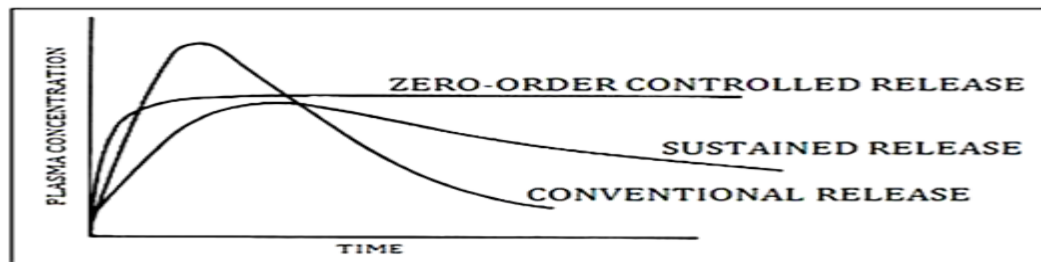 PLASMA CONCENTRATION
ZERO-ORDER CONTROLLED RELEASE
SUSTAINED RELEASE
CONVENTIONAL RELEASE
TIME